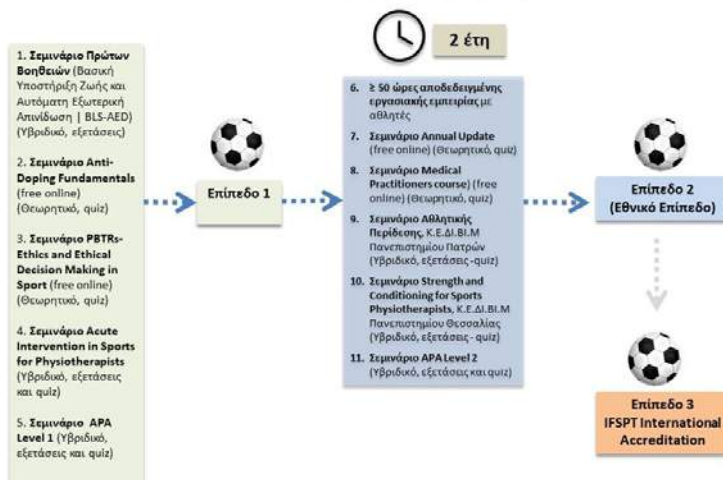 2 έτη
1. Σεμινάριο Πρώτων
Βοηθειών (Βασική
Υποστήριξη Ζωής και
Αυτόματη Εξωτερική
Απινίδωση | BLS-AED)
(Υβριδικό, εξετάσεις)
2. Σεμινάριο Anti-
Doping Fundamentals
(free online)
(Θεωρητικό, quiz)
3. Σεμινάριο PBTRs-
Ethics and Ethical
Decision Making in
Sport (free online)
(Θεωρητικό, quiz)
4. Σεμινάριο Acute
Intervention in Sports
for Physiotherapists
(Υβριδικό, εξετάσεις
και quiz)
5. Σεμινάριο APA
Level 1 (Υβριδικό,
εξετάσεις και quiz)
Επίπεδο 1
6. ≥ 50 ώρες αποδεδειγμένης
εργασιακής εμπειρίας με
αθλητές
7. Σεμινάριο Annual Update
(free online) (Θεωρητικό, quiz)
8. Σεμινάριο Medical
Practitioners course) (free
online) (Θεωρητικό, quiz)
9. Σεμινάριο Αθλητικής
Περίδεσης, Κ.Ε.ΔΙ.ΒΙ.Μ
Πανεπιστημίου Πατρών
(Υβριδικό, εξετάσεις -quiz)
10. Σεμινάριο Strength and
Conditioning for Sports
Physiotherapists, Κ.Ε.ΔΙ.ΒΙ.Μ
Πανεπιστημίου Θεσσαλίας
(Υβριδικό, εξετάσεις - quiz)
11. Σεμινάριο APA Level 2
(Υβριδικό, εξετάσεις και quiz)
Επίπεδο 2
(Εθνικό Επίπεδο)
Επίπεδο 3
IFSPT International
Accreditation